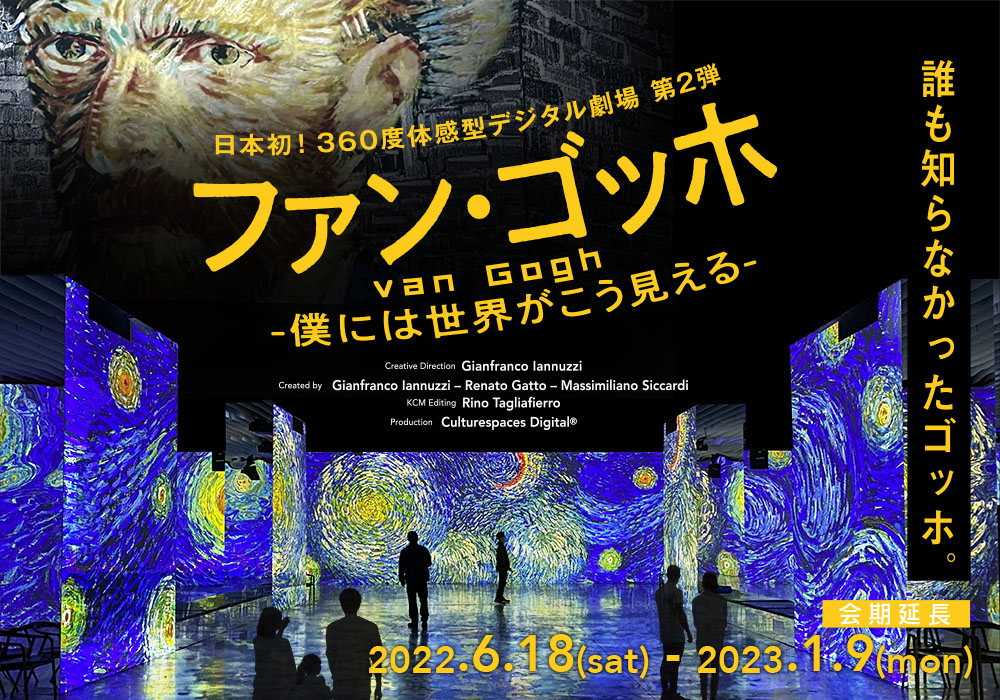 日本初！360度体感型デジタル劇場 第2弾
ファン・ゴッホ
van Gogh
-僕には世界がこう見える-
Creative Direction Gianfranco Iannuzzi
Created by Gianfranco Iannuzzi – Renato Gatto – Massimiliano Siccardi
KCM Editing Rino Tagliafierro
Production Culturespaces Digital®
誰も知らなかったゴッホ。
会期延長
2022.6.18(sat) - 2023.1.9(mon)